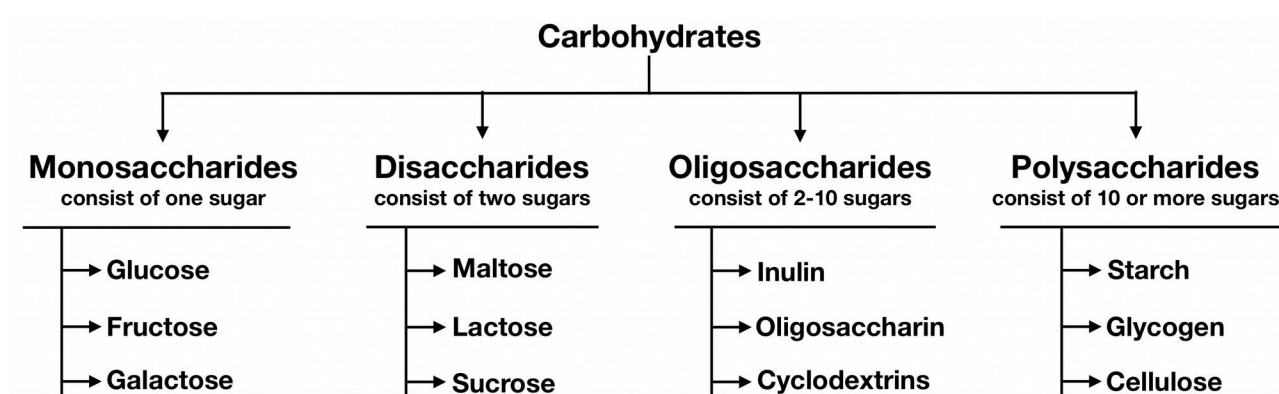 Carbohydrates
Monosaccharides
consist of one sugar
Glucose
Fructose
Galactose
Disaccharides
consist of two sugars
Maltose
Lactose
Sucrose
Oligosaccharides
consist of 2-10 sugars
Inulin
Oligosaccharin
Cyclodextrins
Polysaccharides
consist of 10 or more sugars
Starch
Glycogen
Cellulose